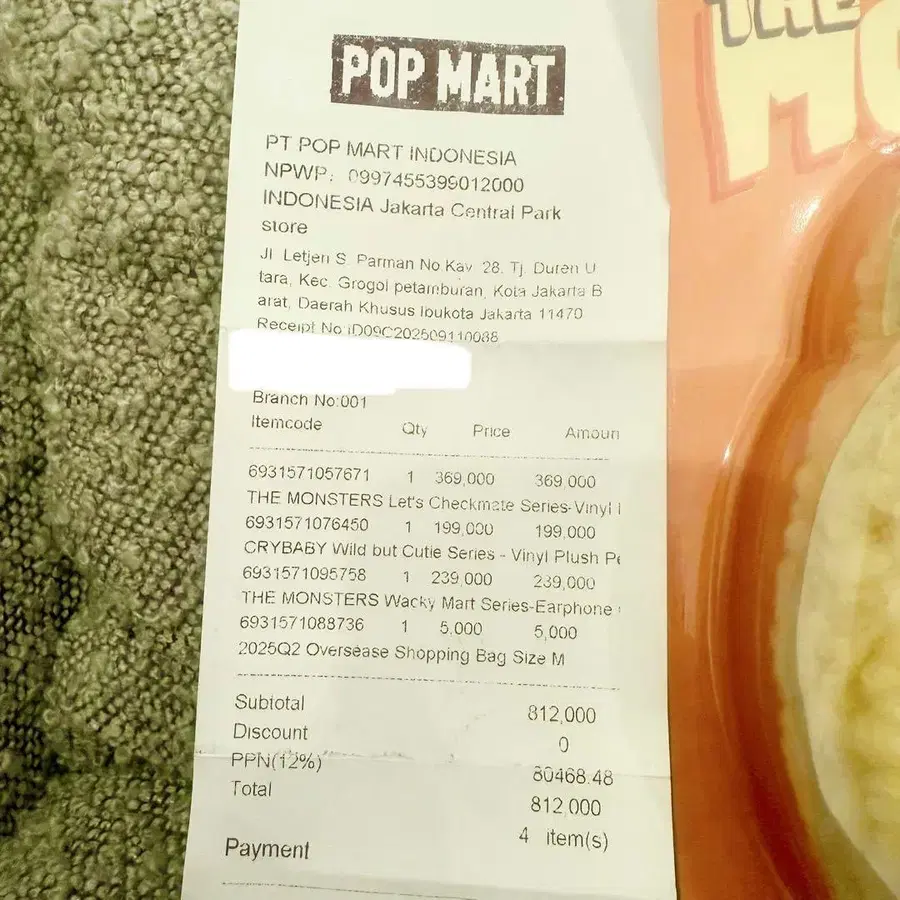 POP MART
PT POP MART INDONESIA
NPWP: 0997455399012000
INDONESIA Jakarta Central Park
store
Jl. Letjen S. Parman No.Kav. 28, Tj. Duren U
tara, Kec. Grogol petamburan, Kota Jakarta B
arat, Daerah Khusus Ibukota Jakarta 11470
Receipt No:ID09C202509110088
Branch No:001
Itemcode Qty Price Amoun
6931571057671 1 369,000 369,000
THE MONSTERS Let's Checkmate Series-Vinyl
6931571076450 1 199,000 199,000
CRYBABY Wild but Cutie Series - Vinyl Plush Pe
6931571095758 1 239,000 239,000
THE MONSTERS Wacky Mart Series-Earphone
6931571088736 1 5,000 5,000
2025Q2 Oversease Shopping Bag Size M
Subtotal 812,000
Discount 0
PPN(12%) 80468.48
Total 812,000
4 item(s)
Payment
THE